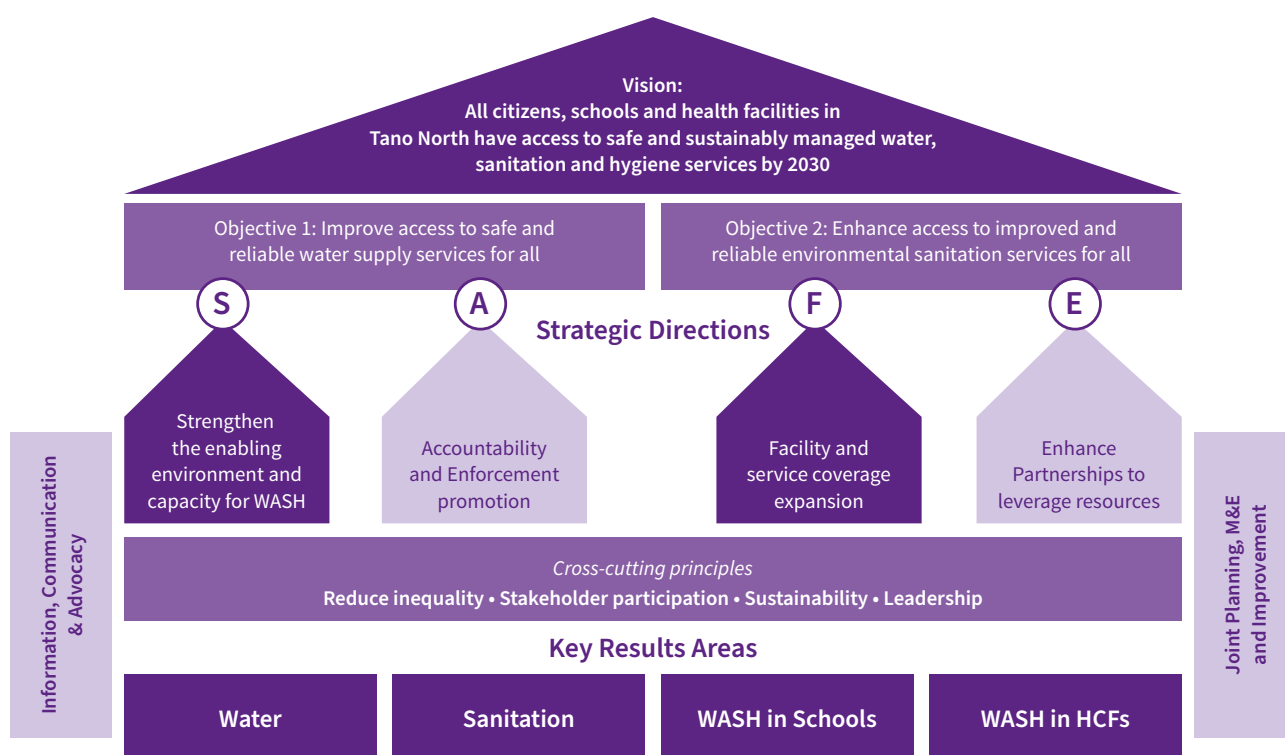 Vision:
All citizens, schools and health facilities in
Tano North have access to safe and sustainably managed water,
sanitation and hygiene services by 2030
Objective 1: Improve access to safe and
reliable water supply services for all
Objective 2: Enhance access to improved and
reliable environmental sanitation services for all
S
A
F
E
Strategic Directions
Strengthen
the enabling
environment and
capacity for WASH
Accountability
and Enforcement
promotion
Facility and
service coverage
expansion
Enhance
Partnerships to
leverage resources
Information, Communication
& Advocacy
Joint Planning, M&E
and Improvement
Cross-cutting principles
Reduce inequality • Stakeholder participation • Sustainability • Leadership
Key Results Areas
Water
Sanitation
WASH in Schools
WASH in HCFs